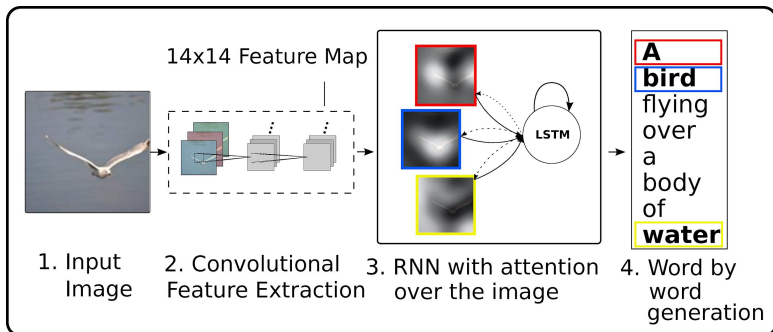 14x14 Feature Map
LSTM
A
bird
flying
over
a
body
of
water
1. Input
Image
2. Convolutional
Feature Extraction
3. RNN with attention
over the image
4. Word by
word
generation